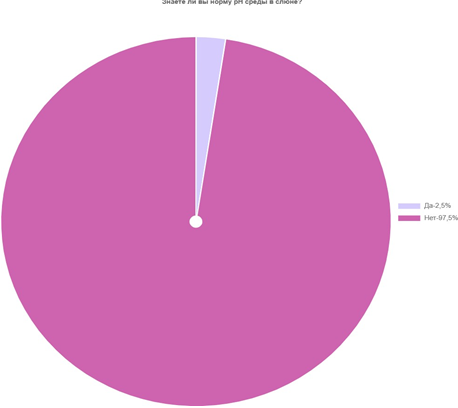 Знаете ли вы норму pH среды в слюне?
Да-2,5%
Нет-97,5%